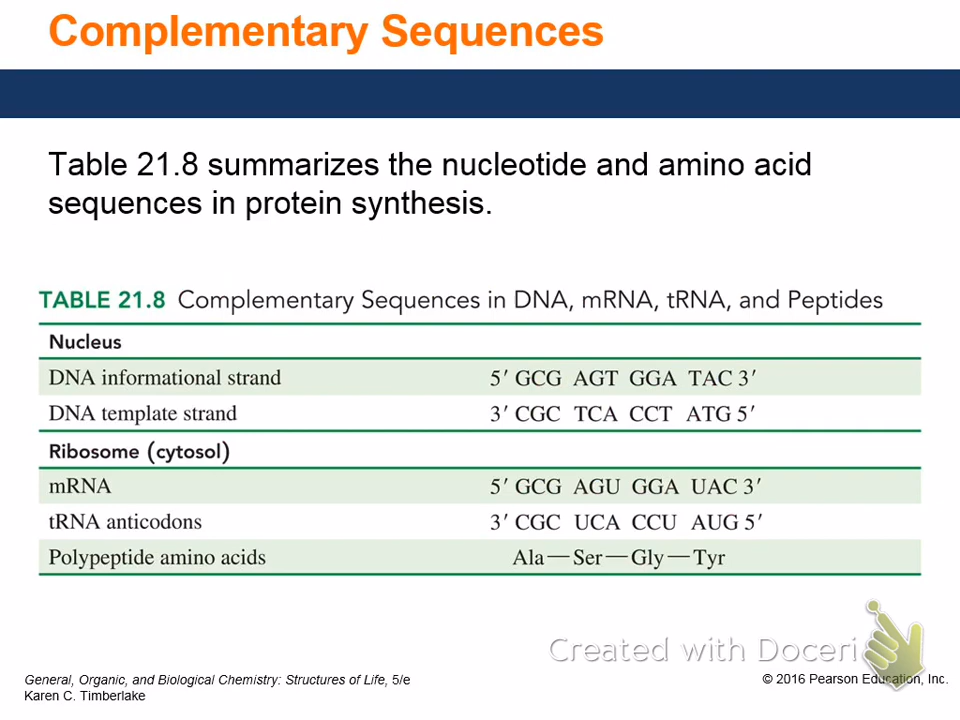 Complementary Sequences
Table 21.8 summarizes the nucleotide and amino acid
sequences in protein synthesis.
TABLE 21.8 Complementary Sequences in DNA, mRNA, tRNA, and Peptides
Nucleus
DNA informational strand 5′ GCG AGT GGA TAC 3′
DNA template strand 3′ CGC TCA CCT ATG 5′
Ribosome (cytosol)
mRNA 5′ GCG AGU GGA UAC 3′
tRNA anticodons 3′ CGC UCA CCU AUG 5′
Polypeptide amino acids Ala—Ser—Gly—Tyr
Created with Doceri
General, Organic, and Biological Chemistry: Structures of Life, 5/e
Karen C. Timberlake
© 2016 Pearson Education, Inc.